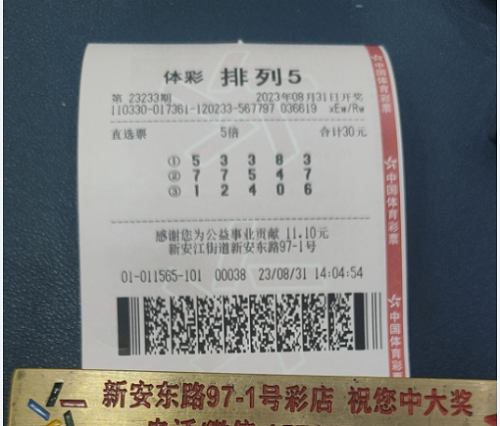 体彩 排列5
第 23233期 2023年08月31日开奖
110330-017361-120233-567797 036619 xEw/Rw
直选票 5倍 合计30元
① 5 3 3 8 3
② 7 7 5 4 7
③ 1 2 4 0 6
感谢您为公益事业贡献 11.10元
新安江街道新安东路97-1号
01-011565-101 00038 23/08/31 14:04:54
中国体育彩票
中国体育彩票
中国体育彩票
新安东路97-1号彩店 祝您中大奖